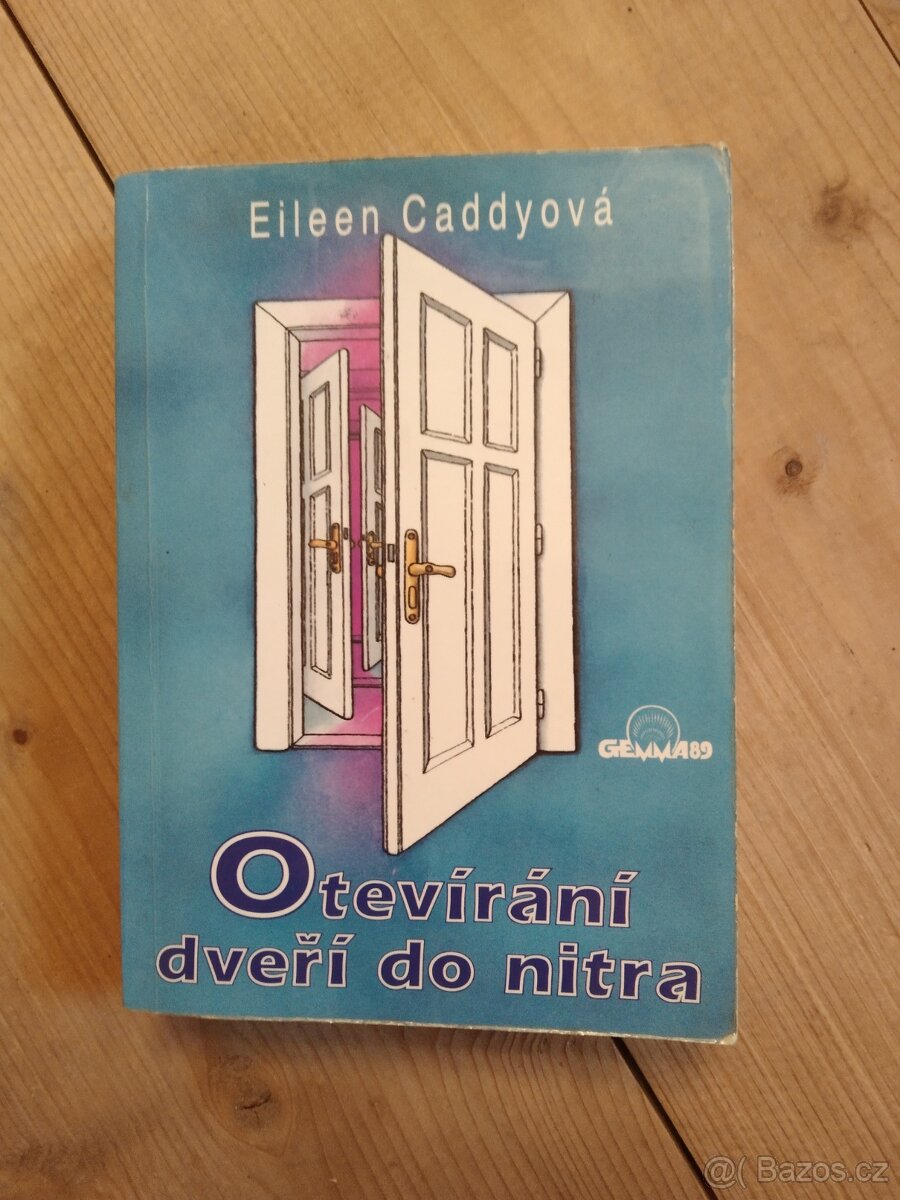 Eileen Caddyová
GEMMA89
Otevírání
dveří do nitra
@( Bazos.cz